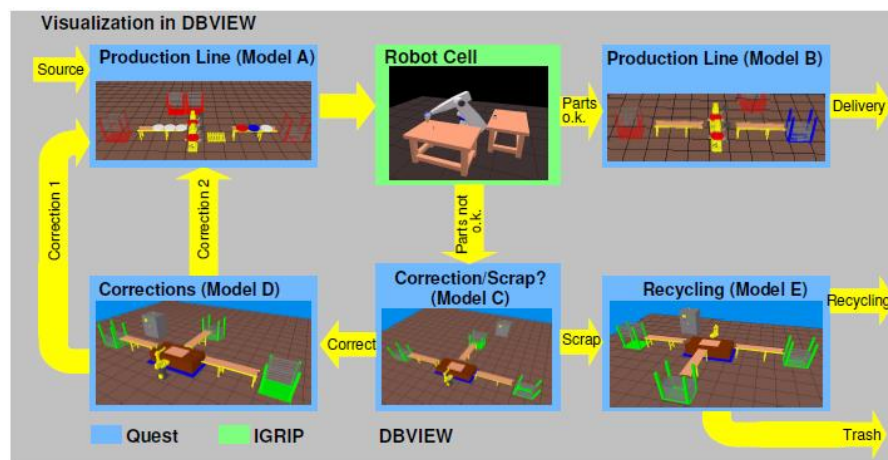 Visualization in DBVIEW
Source
Production Line (Model A)
Robot Cell
Parts
o.k.
Production Line (Model B)
Delivery
Correction 1
Correction 2
Parts not
o.k.
Corrections (Model D)
Correct
Correction/Scrap?
(Model C)
Scrap
Recycling (Model E)
Recycling
Trash
Quest
IGRIP
DBVIEW